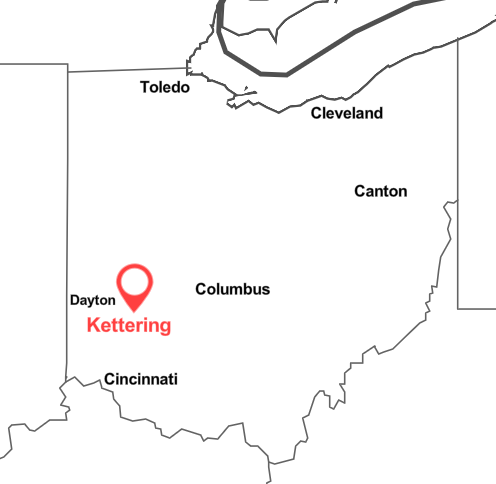 Toledo
Cleveland
Canton
Columbus
Dayton
Kettering
Cincinnati